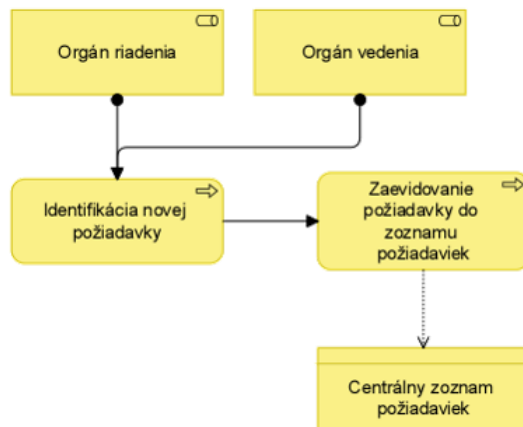 Orgán riadenia
Orgán vedenia
Identifikácia novej
požiadavky
Zaevidovanie
požiadavky do
zoznamu
požiadaviek
Centrálny zoznam
požiadaviek